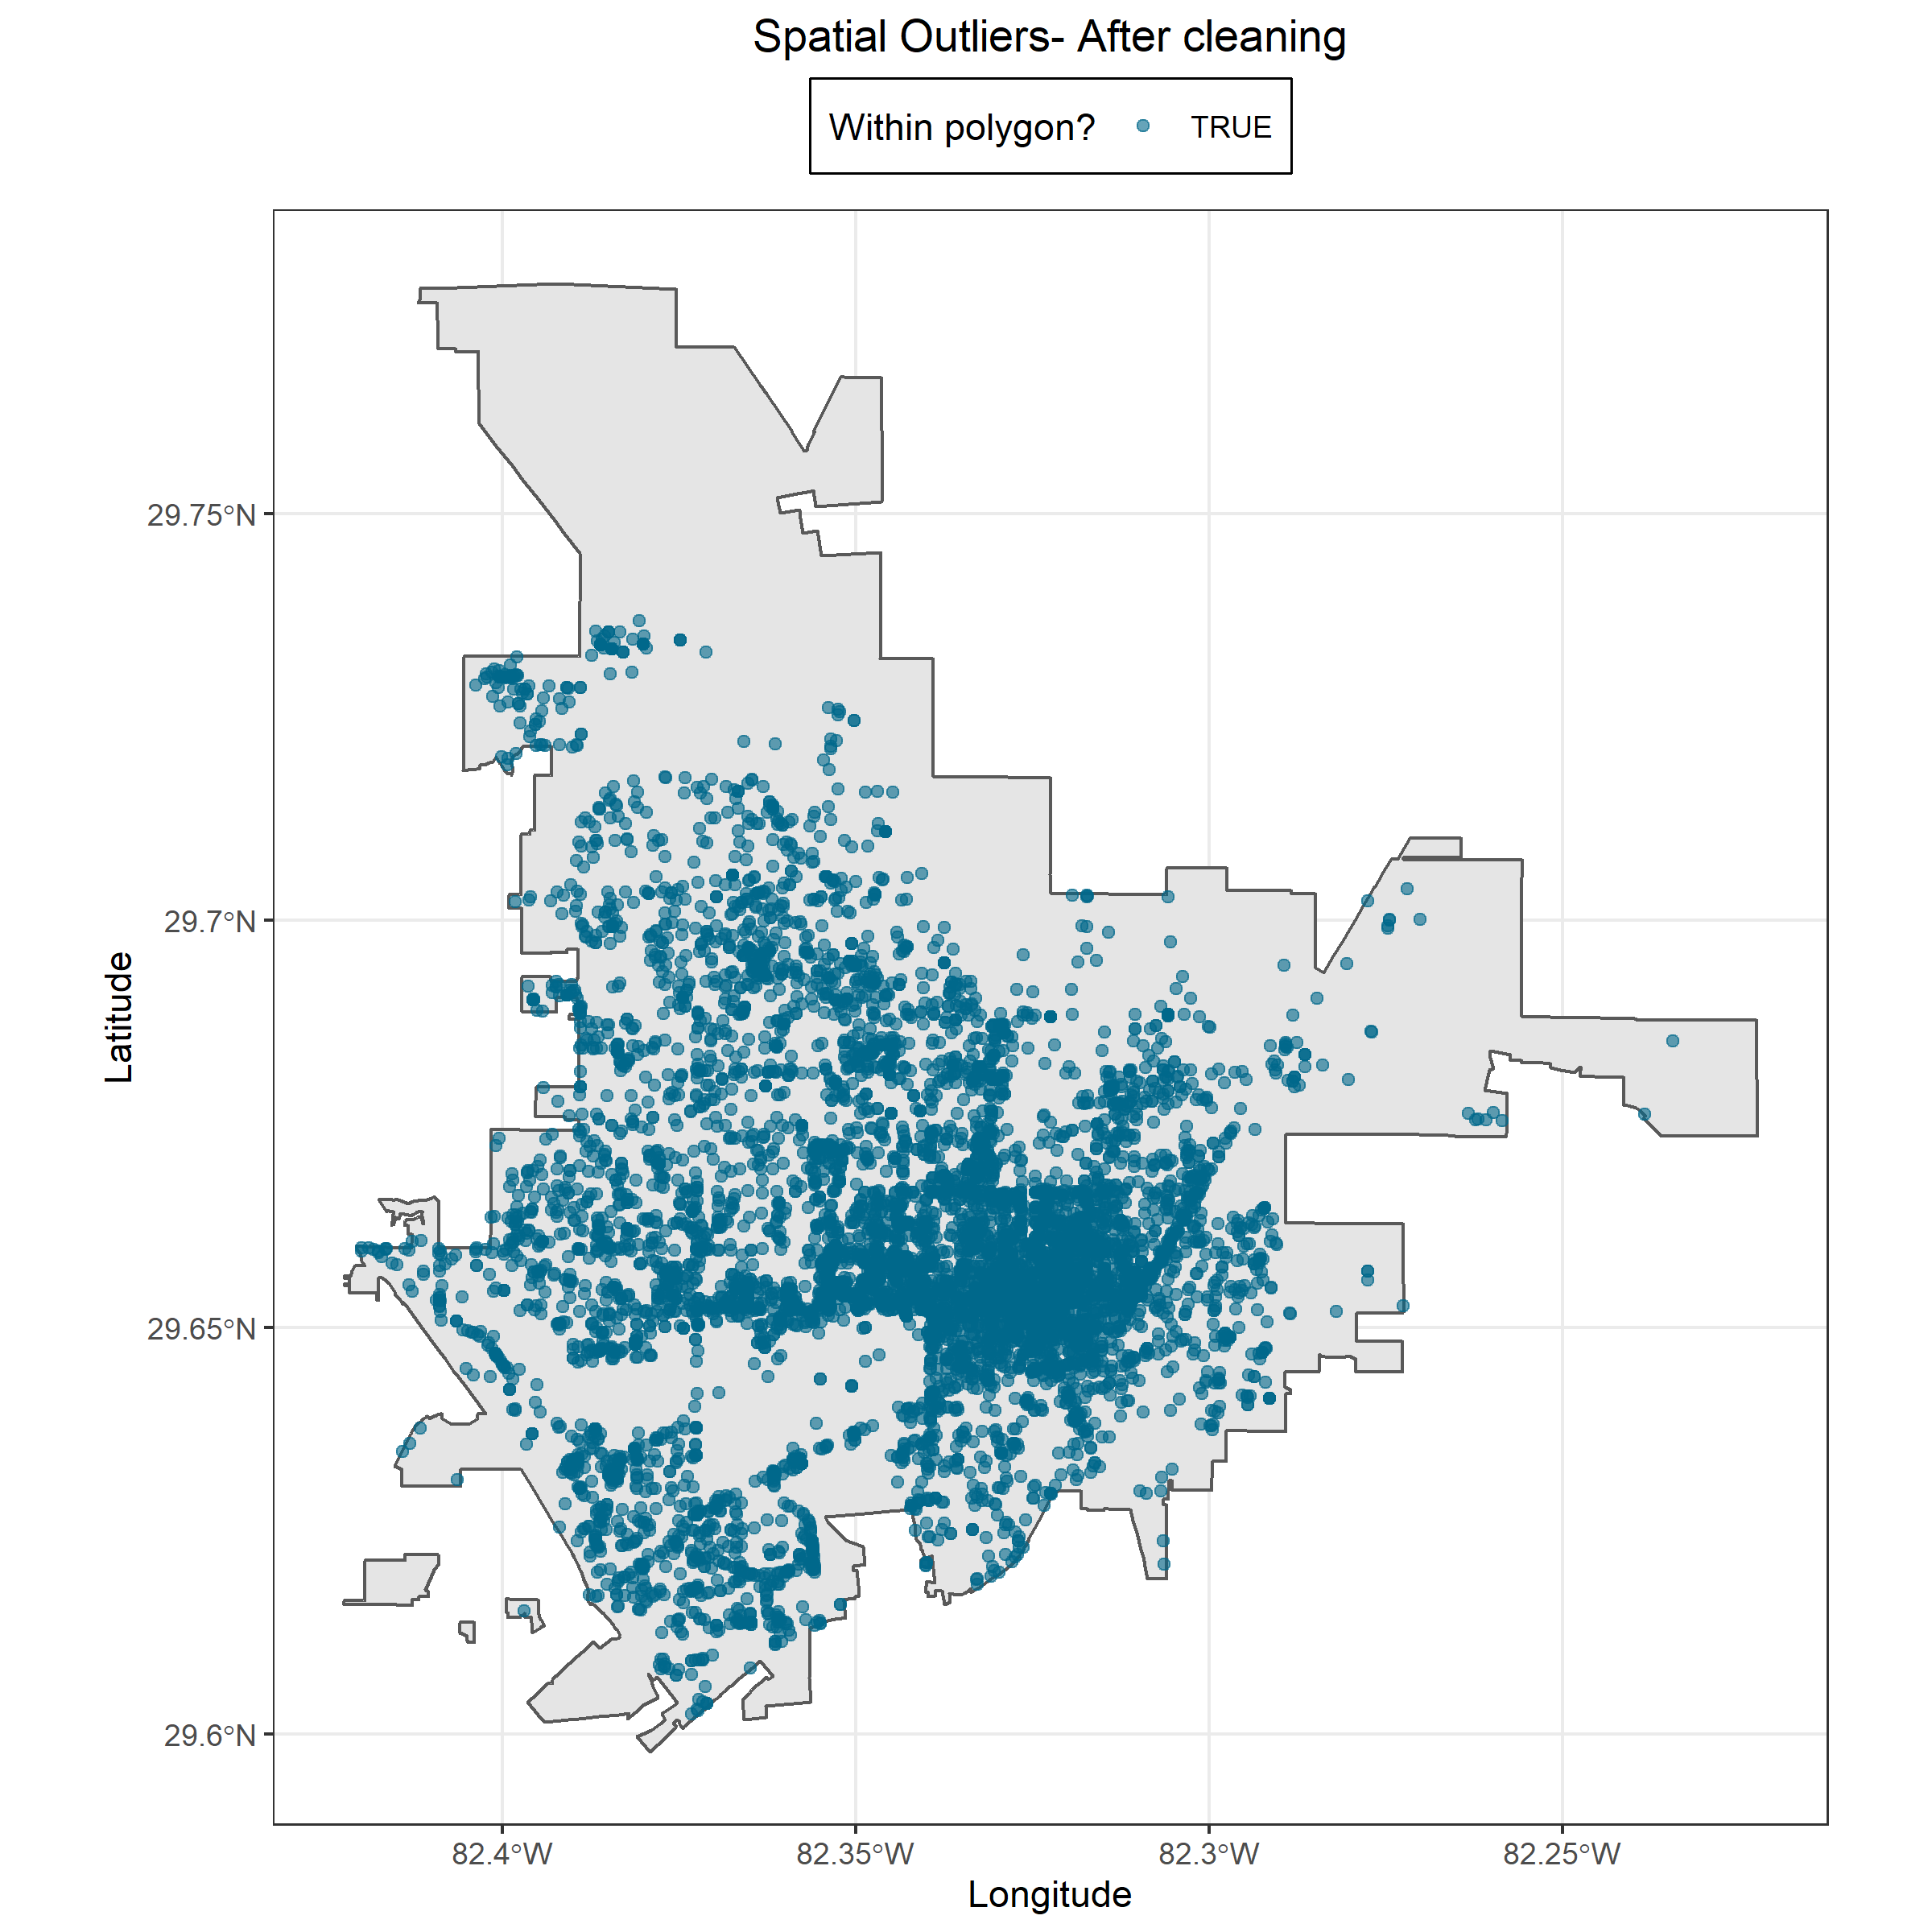 Spatial Outliers- After cleaning
Within polygon? TRUE
29.75°N
29.7°N
29.65°N
29.6°N
Latitude
82.4°W 82.35°W 82.3°W 82.25°W
Longitude